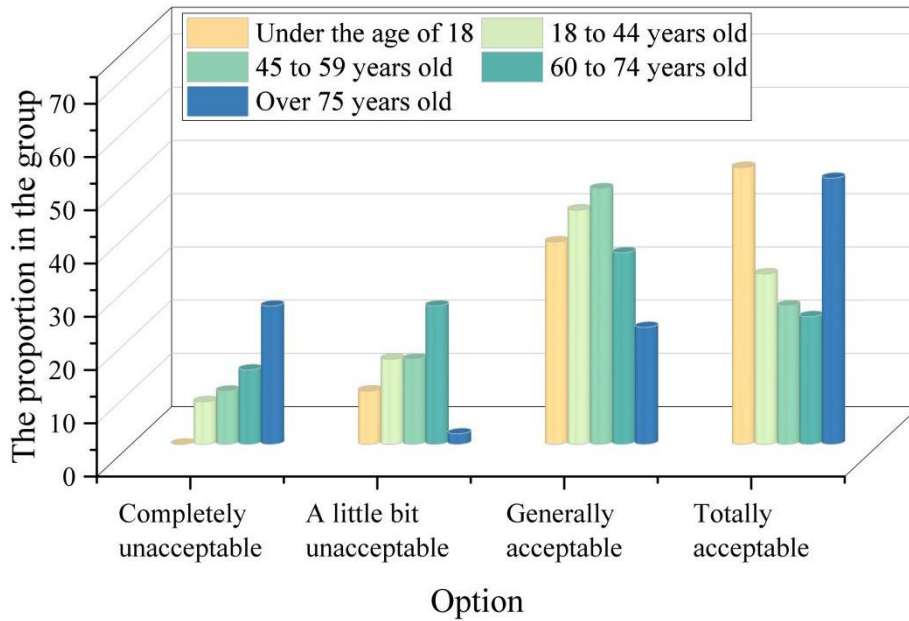 Under the age of 18
18 to 44 years old
45 to 59 years old
60 to 74 years old
Over 75 years old
The proportion in the group
70
60
50
40
30
20
10
0
Completely
unacceptable
A little bit
unacceptable
Generally
acceptable
Totally
acceptable
Option